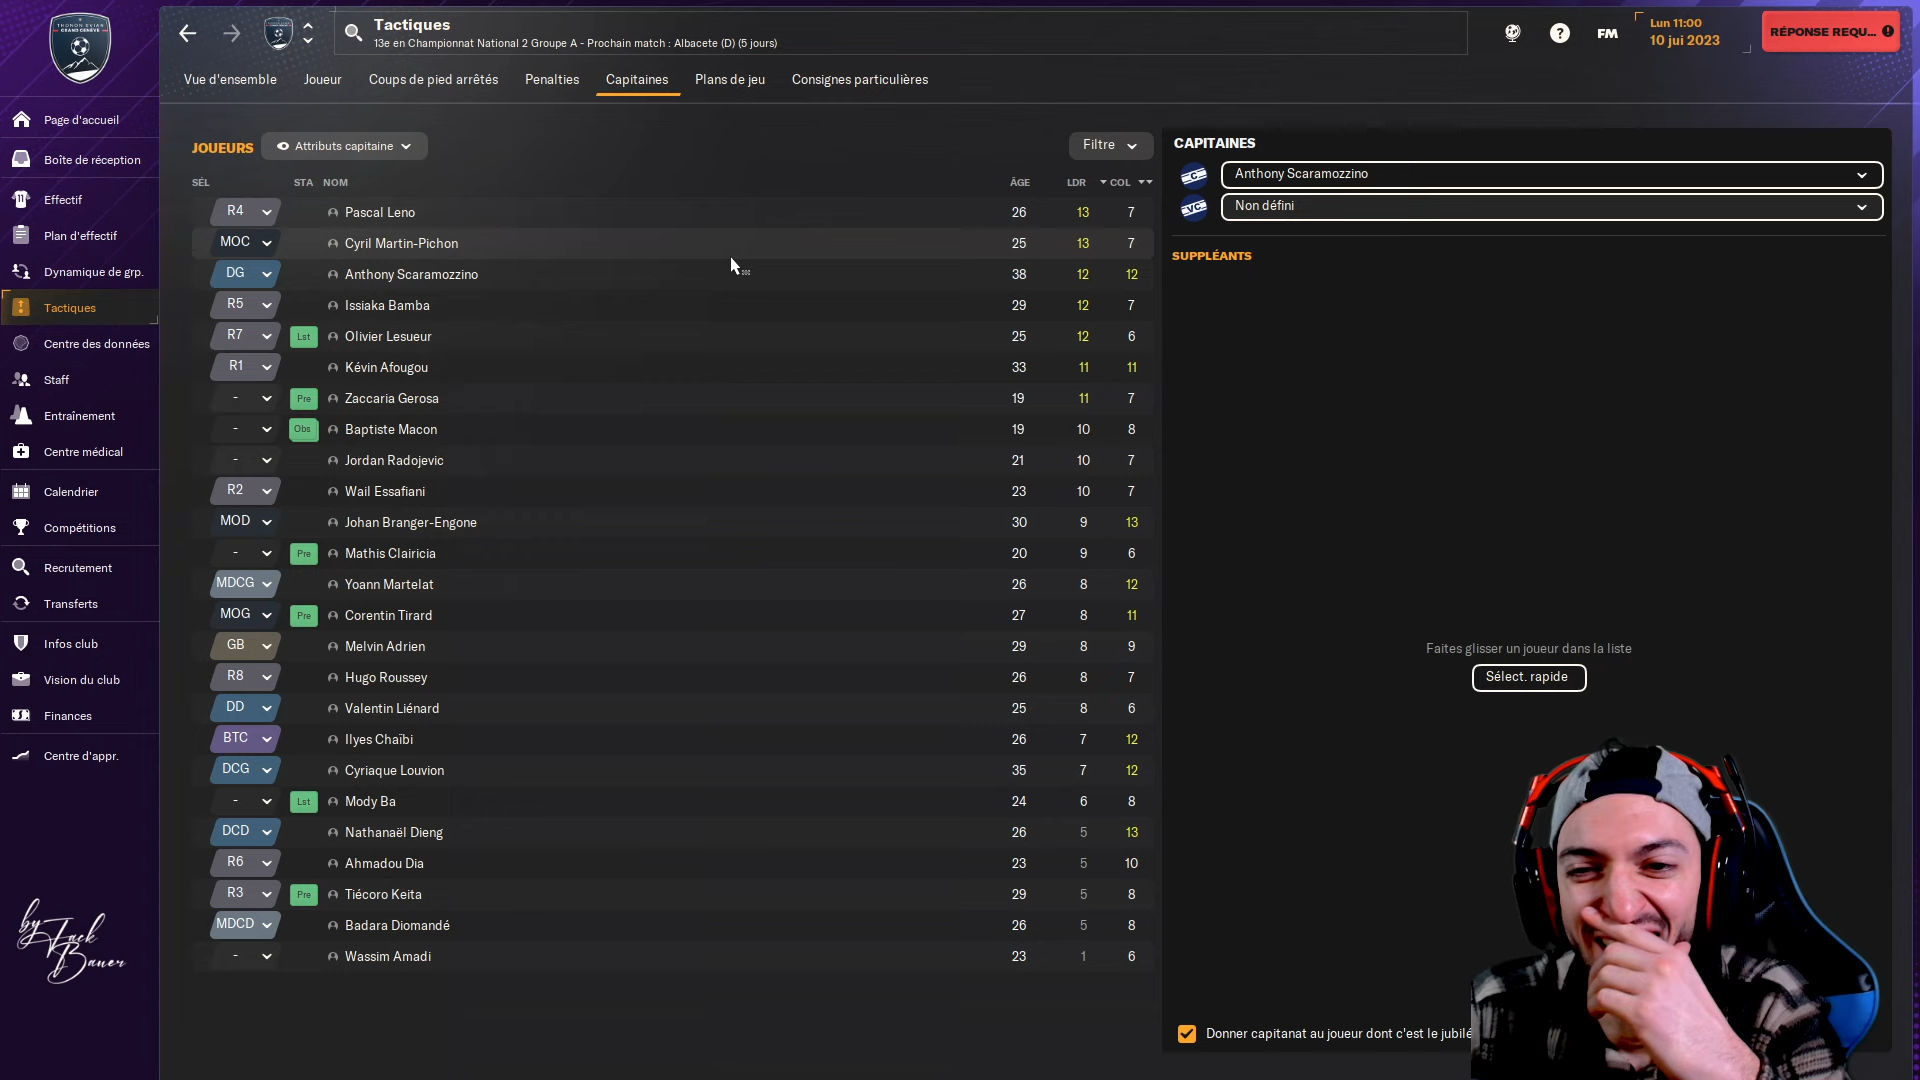 THONON EVIAN
GRAND GENÈVE
Tactiques
13e en Championnat National 2 Groupe A - Prochain match : Albacete (D) (5 jours)
FM
Lun 11:00
10 jui 2023
RÉPONSE REQU...
Vue d'ensemble
Joueur
Coups de pied arrêtés
Penalties
Capitaines
Plans de jeu
Consignes particulières
Page d'accueil
Boîte de réception
Effectif
Plan d'effectif
Dynamique de grp.
Tactiques
Centre des données
Staff
Entraînement
Centre médical
Calendrier
Compétitions
Recrutement
Transferts
Infos club
Vision du club
Finances
Centre d'appr.
by Jack Bauer
JOUEURS Attributs capitaine Filtre
SÉL STA NOM ÂGE LDR COL
R4 Pascal Leno 26 13 7
MOC Cyril Martin-Pichon 25 13 7
DG Anthony Scaramozzino 38 12 12
R5 Issiaka Bamba 29 12 7
R7 Lst Olivier Lesueur 25 12 6
R1 Kévin Afougou 33 11 11
- Pre Zaccaria Gerosa 19 11 7
- Obs Baptiste Macon 19 10 8
- Jordan Radojevic 21 10 7
R2 Wail Essafiani 23 10 7
MOD Johan Branger-Engone 30 9 13
- Pre Mathis Clairicia 20 9 6
MDCG Yoann Martelat 26 8 12
MOG Pre Corentin Tirard 27 8 11
GB Melvin Adrien 29 8 9
R8 Hugo Roussey 26 8 7
DD Valentin Liénard 25 8 6
BTC Ilyes Chaïbi 26 7 12
DCG Cyriaque Louvion 35 7 12
- Lst Mody Ba 24 6 8
DCD Nathanaël Dieng 26 5 13
R6 Ahmadou Dia 23 5 10
R3 Pre Tiécoro Keita 29 5 8
MDCD Badara Diomandé 26 5 8
- Wassim Amadi 23 1 6
CAPITAINES
C Anthony Scaramozzino
VC Non défini
SUPPLÉANTS
Faites glisser un joueur dans la liste
Sélect. rapide
Donner capitanat au joueur dont c'est le jubilé